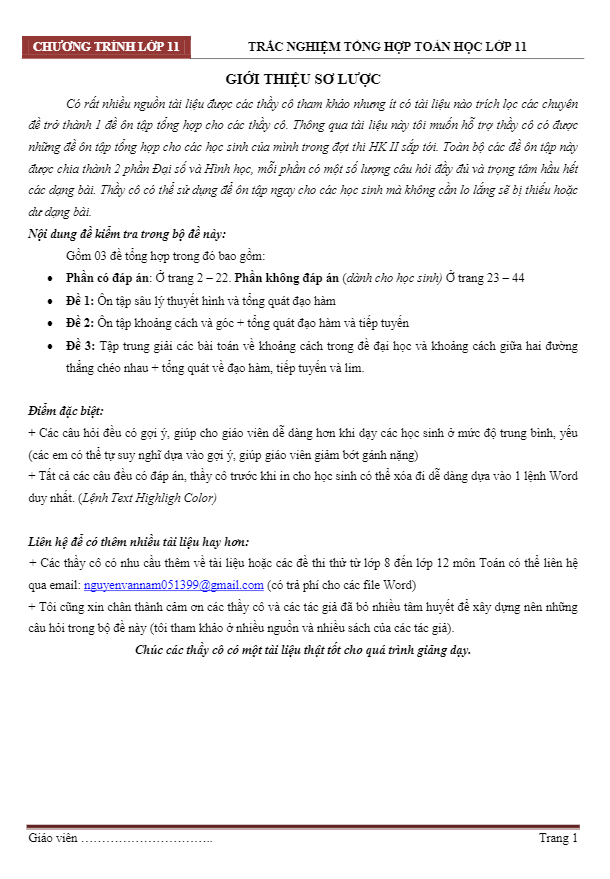 CHƯƠNG TRÌNH LỚP 11 TRẮC NGHIỆM TỔNG HỢP TOÁN HỌC LỚP 11
GIỚI THIỆU SƠ LƯỢC
Có rất nhiều nguồn tài liệu được các thầy cô tham khảo nhưng ít có tài liệu nào trích lọc các chuyên
đề trở thành 1 đề ôn tập tổng hợp cho các thầy cô. Thông qua tài liệu này tôi muốn hỗ trợ thầy cô có được
những đề ôn tập tổng hợp cho các học sinh của mình trong đợt thi HK II sắp tới. Toàn bộ các đề ôn tập này
được chia thành 2 phần Đại số và Hình học, mỗi phần có một số lượng câu hỏi đầy đủ và trọng tâm hầu hết
các dạng bài. Thầy cô có thể sử dụng để ôn tập ngay cho các học sinh mà không cần lo lắng sẽ bị thiếu hoặc
dư dạng bài.
Nội dung đề kiểm tra trong bộ đề này:
Gồm 03 đề tổng hợp trong đó bao gồm:
• Phần có đáp án: Ở trang 2 – 22. Phần không đáp án (dành cho học sinh) Ở trang 23 – 44
• Đề 1: Ôn tập sâu lý thuyết hình và tổng quát đạo hàm
• Đề 2: Ôn tập khoảng cách và góc + tổng quát đạo hàm và tiếp tuyến
• Đề 3: Tập trung giải các bài toán về khoảng cách trong đề đại học và khoảng cách giữa hai đường
thẳng chéo nhau + tổng quát về đạo hàm, tiếp tuyến và lim.
Điểm đặc biệt:
+ Các câu hỏi đều có gợi ý, giúp cho giáo viên dễ dàng hơn khi dạy các học sinh ở mức độ trung bình, yếu
(các em có thể tự suy nghĩ dựa vào gợi ý, giúp giáo viên giảm bớt gánh nặng)
+ Tất cả các câu đều có đáp án, thầy cô trước khi in cho học sinh có thể xóa đi dễ dàng dựa vào 1 lệnh Word
duy nhất. (Lệnh Text Highligh Color)
Liên hệ để có thêm nhiều tài liệu hay hơn:
+ Các thầy cô có nhu cầu thêm về tài liệu hoặc các đề thi thử từ lớp 8 đến lớp 12 môn Toán có thể liên hệ
qua email: nguyenvannam051399@gmail.com (có trả phí cho các file Word)
+ Tôi cũng xin chân thành cảm ơn các thầy cô và các tác giả đã bỏ nhiều tâm huyết để xây dựng nên những
câu hỏi trong bộ đề này (tôi tham khảo ở nhiều nguồn và nhiều sách của các tác giả).
Chúc các thầy cô có một tài liệu thật tốt cho quá trình giảng dạy.
Giáo viên ………………………….. Trang 1